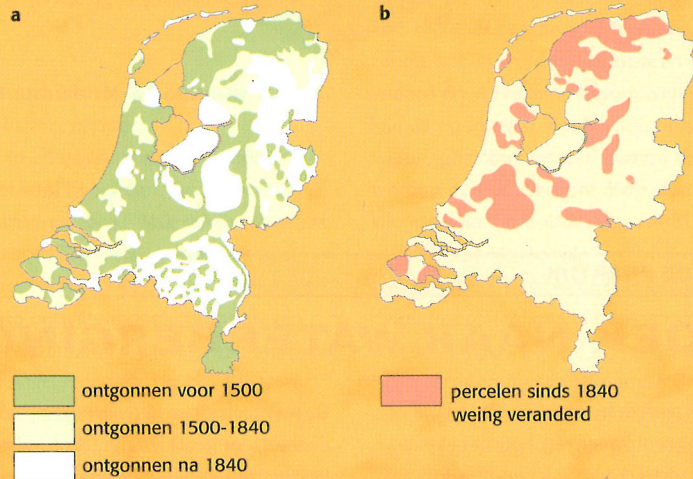 a
b
ontgonnen voor 1500
ontgonnen 1500-1840
ontgonnen na 1840
percelen sinds 1840
weing veranderd